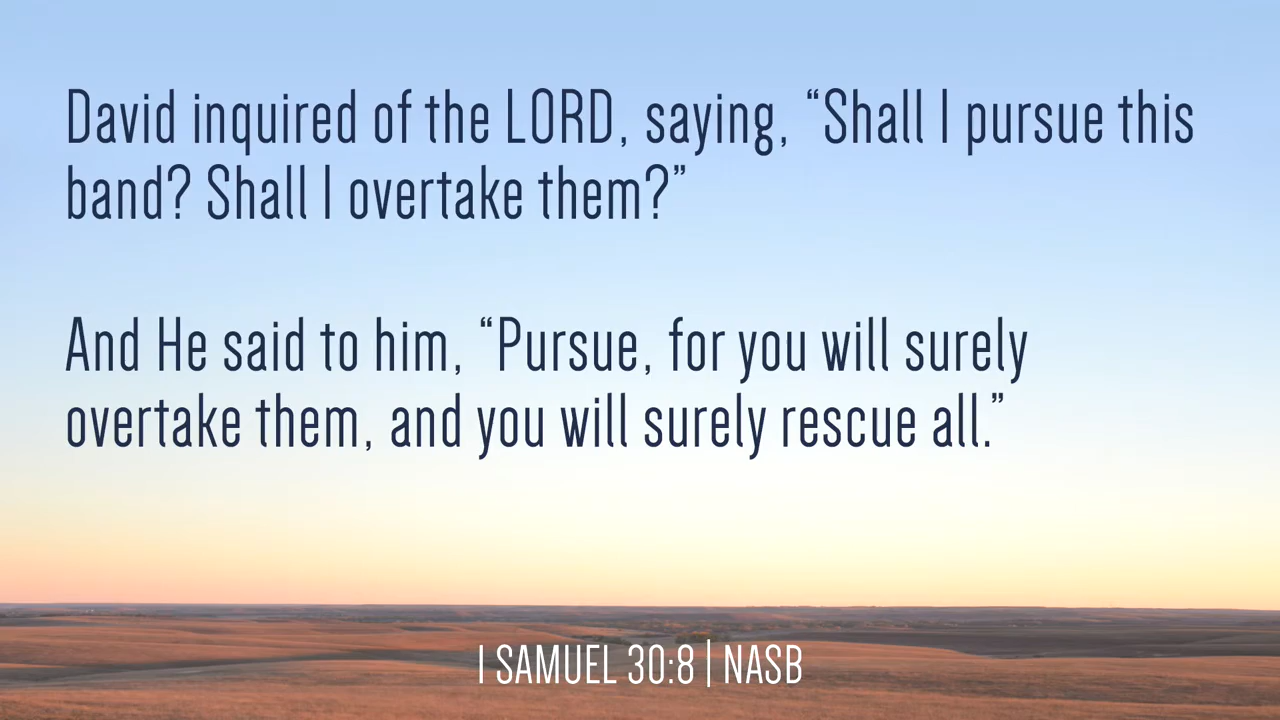 David inquired of the LORD, saying, “Shall I pursue this
band? Shall I overtake them?”
And He said to him, “Pursue, for you will surely
overtake them, and you will surely rescue all.”
I SAMUEL 30:8 | NASB